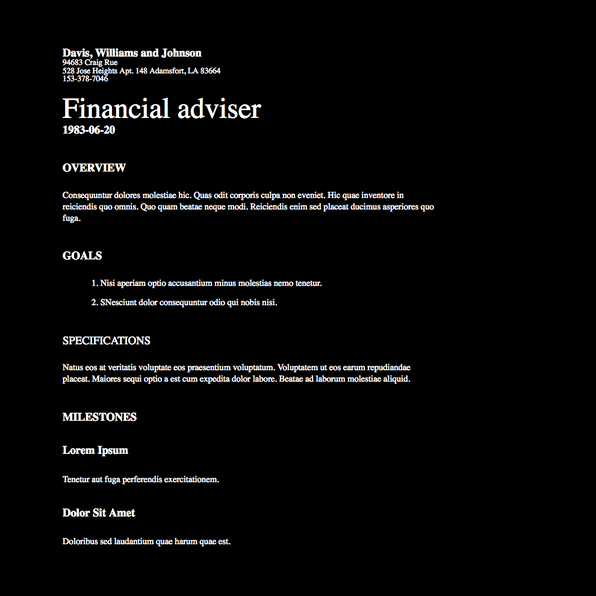 Davis, Williams and Johnson
94683 Craig Rue
528 Jose Heights Apt. 148 Adamsfort, LA 83664
153-378-7046
Financial adviser
1983-06-20
OVERVIEW
Consequuntur dolores molestiae hic. Quas odit corporis culpa non eveniet. Hic quae inventore in
reiciendis quo omnis. Quo quam beatae neque modi. Reiciendis enim sed placeat ducimus asperiores quo
fuga.
GOALS
1. Nisi aperiam optio accusantium minus molestias nemo tenetur.
2. SNesciunt dolor consequuntur odio qui nobis nisi.
SPECIFICATIONS
Natus eos at veritatis voluptate eos praesentium voluptatum. Voluptatem ut eos earum repudiandae
placeat. Maiores sequi optio a est cum expedita dolor labore. Beatae ad laborum molestiae aliquid.
MILESTONES
Lorem Ipsum
Tenetur aut fuga perferendis exercitationem.
Dolor Sit Amet
Doloribus sed laudantium quae harum quae est.